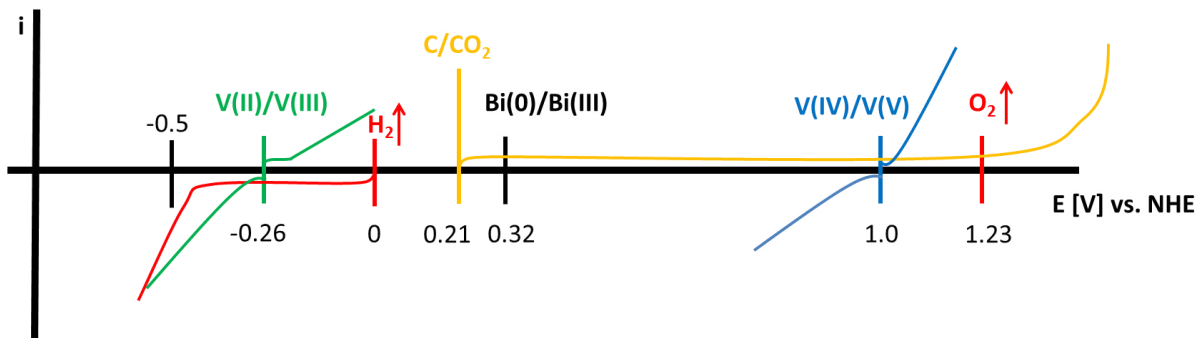 i
C/CO₂
V(II)/V(III)
Bi(0)/Bi(III)
V(IV)/V(V)
O₂
-0.5
H₂
E [V] vs. NHE
-0.26
0
0.21
0.32
1.0
1.23